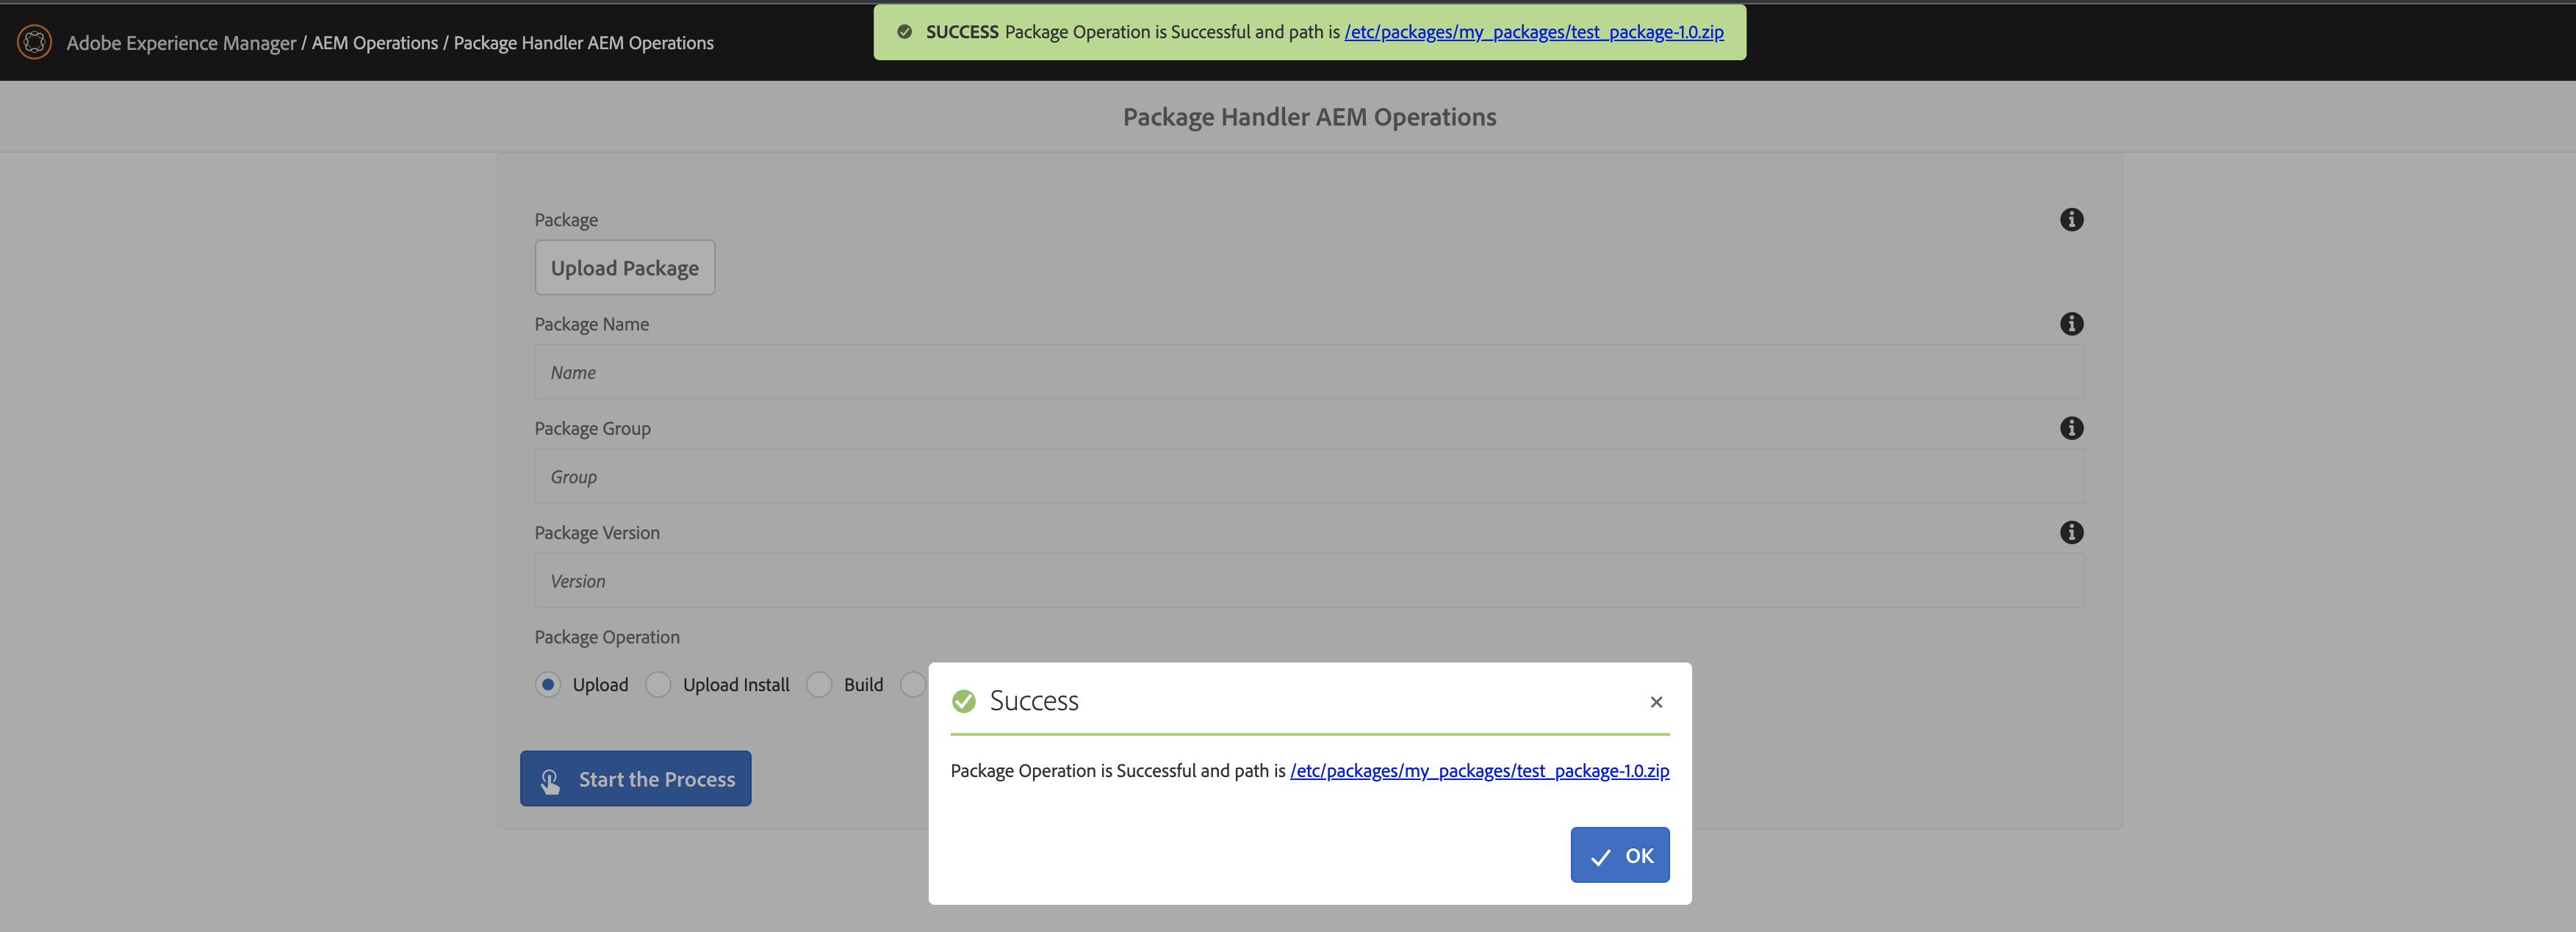 Adobe Experience Manager / AEM Operations / Package Handler AEM Operations
SUCCESS Package Operation is Successful and path is /etc/packages/my_packages/test_package-1.0.zip
Package Handler AEM Operations
Package
Upload Package
Package Name
Name
Package Group
Group
Package Version
Version
Package Operation
Upload Upload Install Build
Start the Process
Success
Package Operation is Successful and path is /etc/packages/my_packages/test_package-1.0.zip
OK